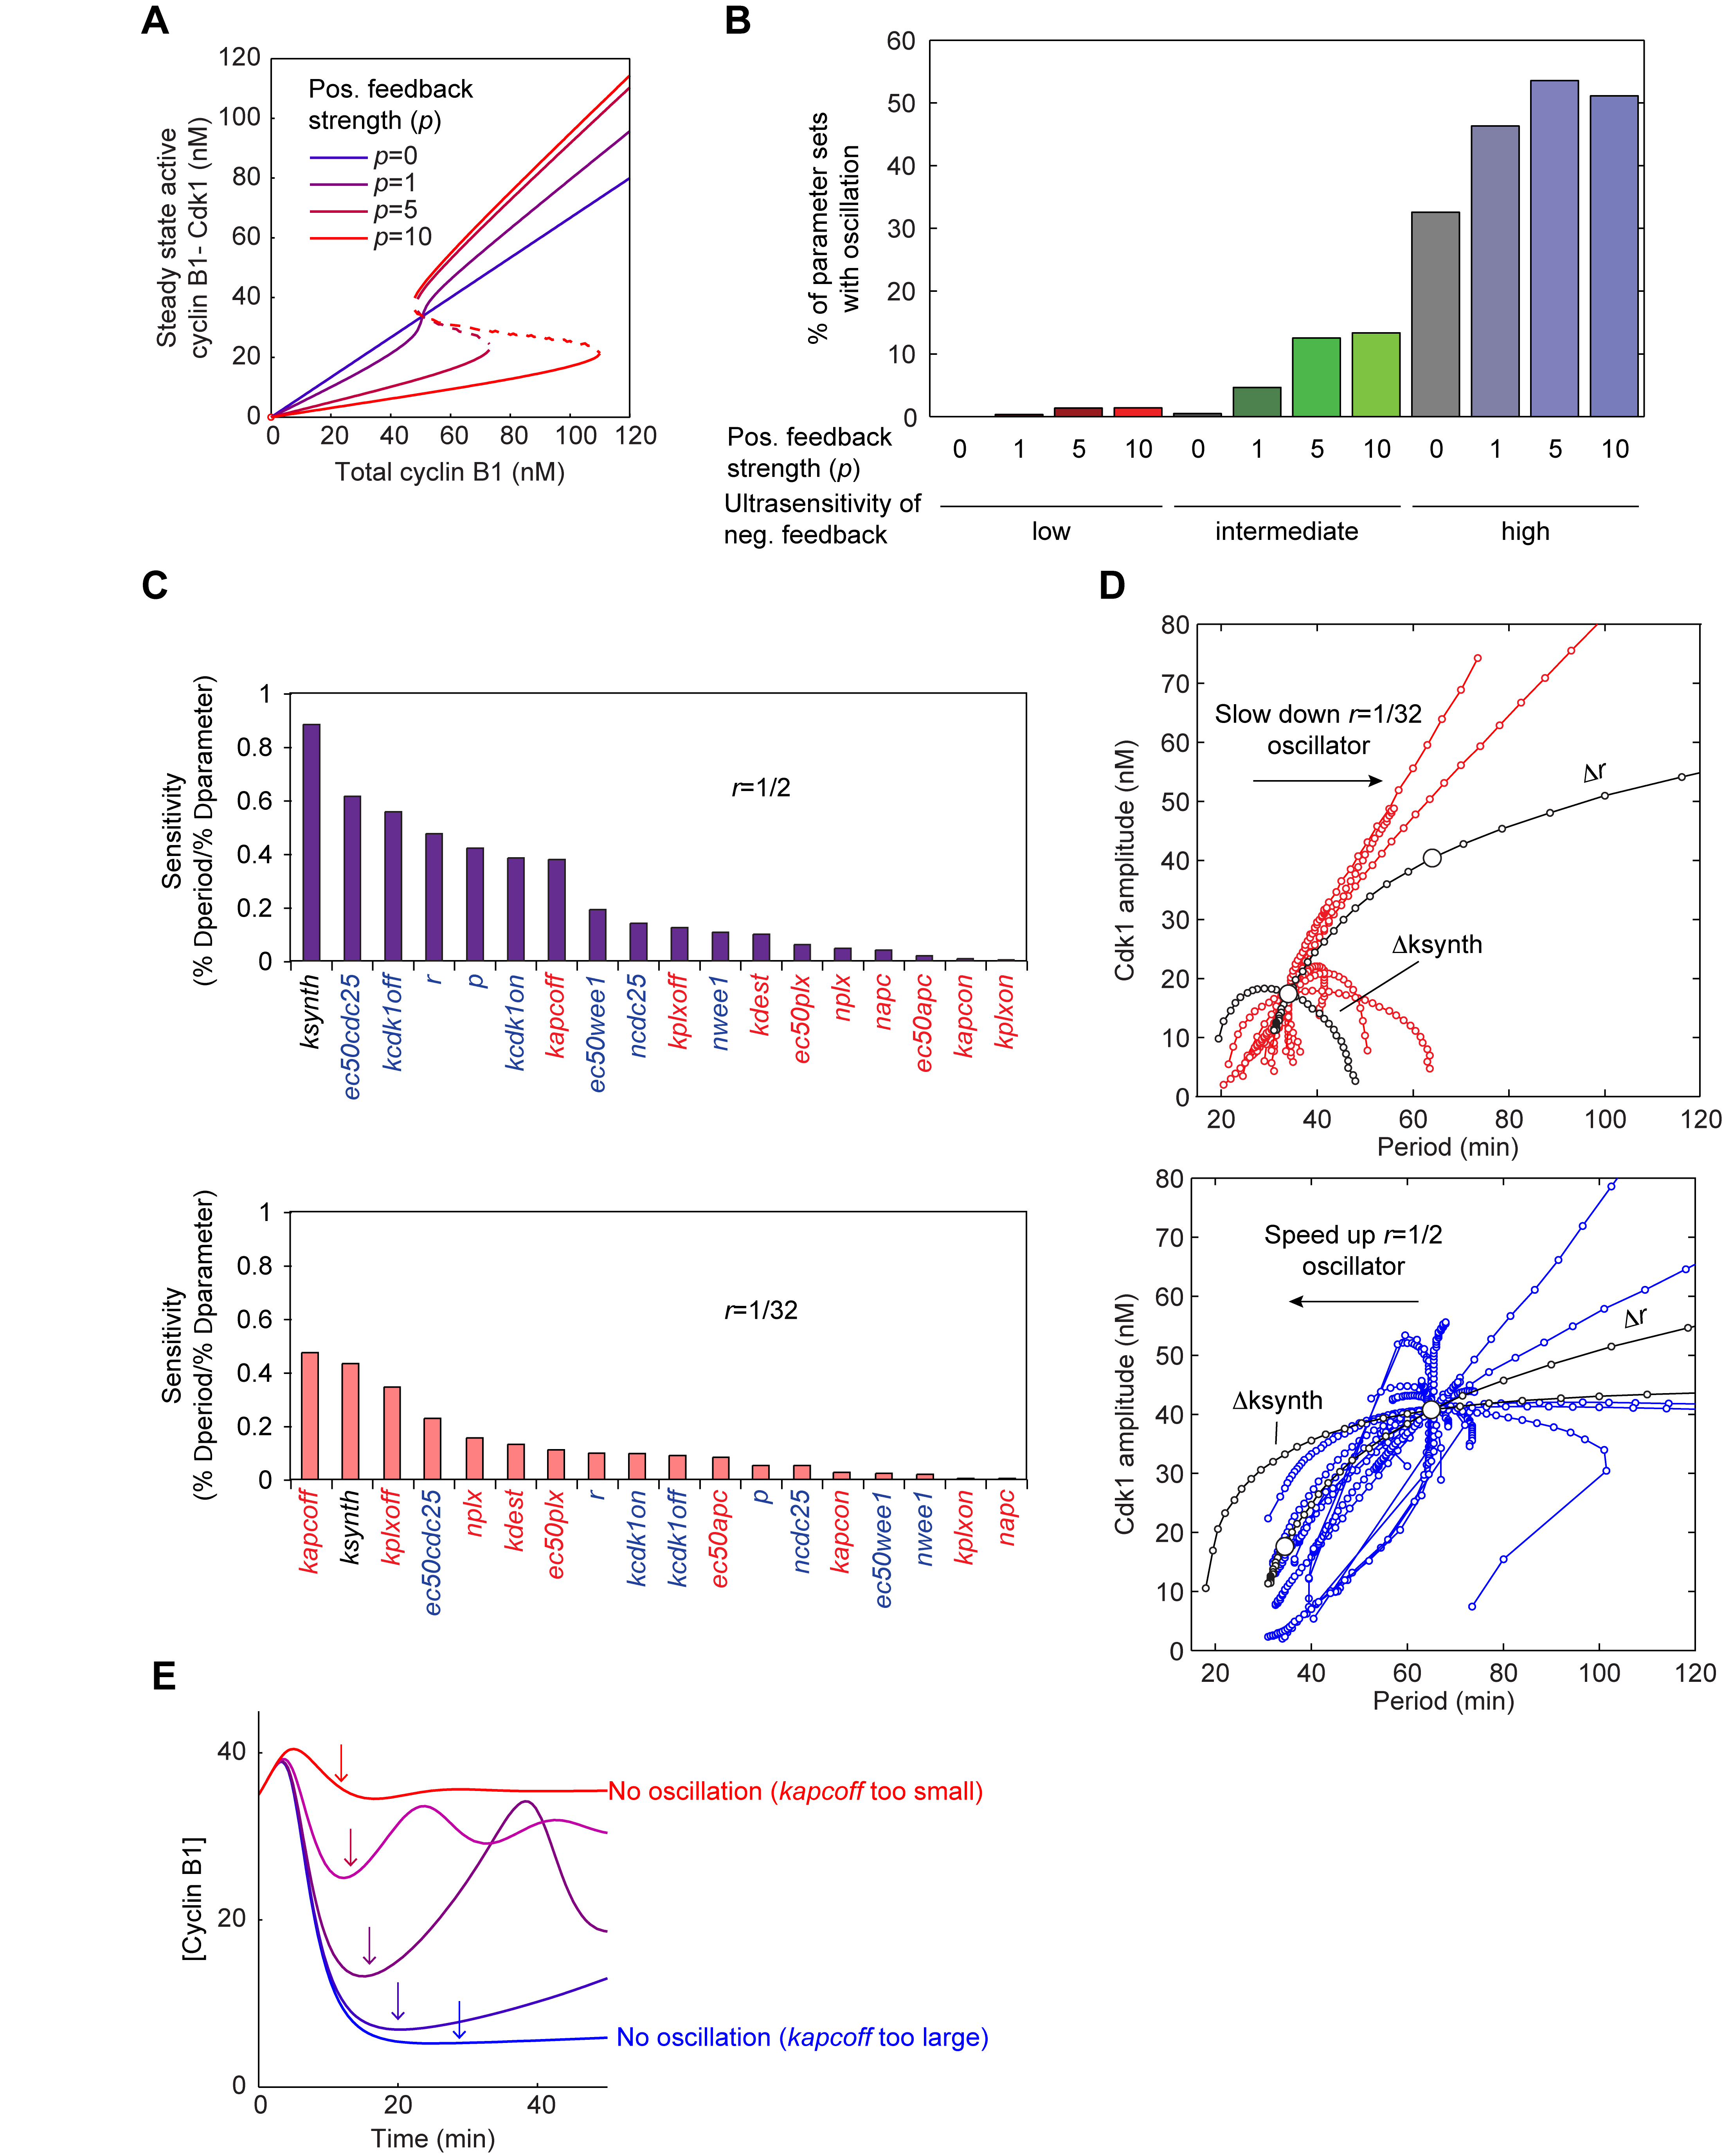 A
120
100
80
60
40
20
0
Steady state active
cyclin B1- Cdk1 (nM)
Pos. feedback
strength (p)
p=0
p=1
p=5
p=10
0 20 40 60 80 100 120
Total cyclin B1 (nM)
B
60
50
40
30
20
10
0
% of parameter sets
with oscillation
Pos. feedback
strength (p)
0 1 5 10 0 1 5 10 0 1 5 10
Ultrasensitivity of
neg. feedback
low intermediate high
C
1
0.8
0.6
0.4
0.2
0
Sensitivity
(% Dperiod/% Dparameter)
r=1/2
ksynth
ec50cdc25
kcdk1off
r
p
kcdk1on
kapcoff
ec50wee1
ncdc25
kplxoff
nwee1
kdest
ec50plx
nplx
napc
ec50apc
kapcon
kplxon
1
0.8
0.6
0.4
0.2
0
Sensitivity
(% Dperiod/% Dparameter)
r=1/32
kapcoff
ksynth
kplxoff
ec50cdc25
nplx
kdest
ec50plx
r
kcdk1on
kcdk1off
ec50apc
p
ncdc25
kapcon
ec50wee1
nwee1
kplxon
napc
D
80
70
60
50
40
30
20
10
0
Cdk1 amplitude (nM)
Slow down r=1/32
oscillator
Δr
Δksynth
20 40 60 80 100 120
Period (min)
80
70
60
50
40
30
20
10
0
Cdk1 amplitude (nM)
Speed up r=1/2
oscillator
Δr
Δksynth
20 40 60 80 100 120
Period (min)
E
40
20
0
[Cyclin B1]
No oscillation (kapcoff too small)
No oscillation (kapcoff too large)
0 20 40
Time (min)